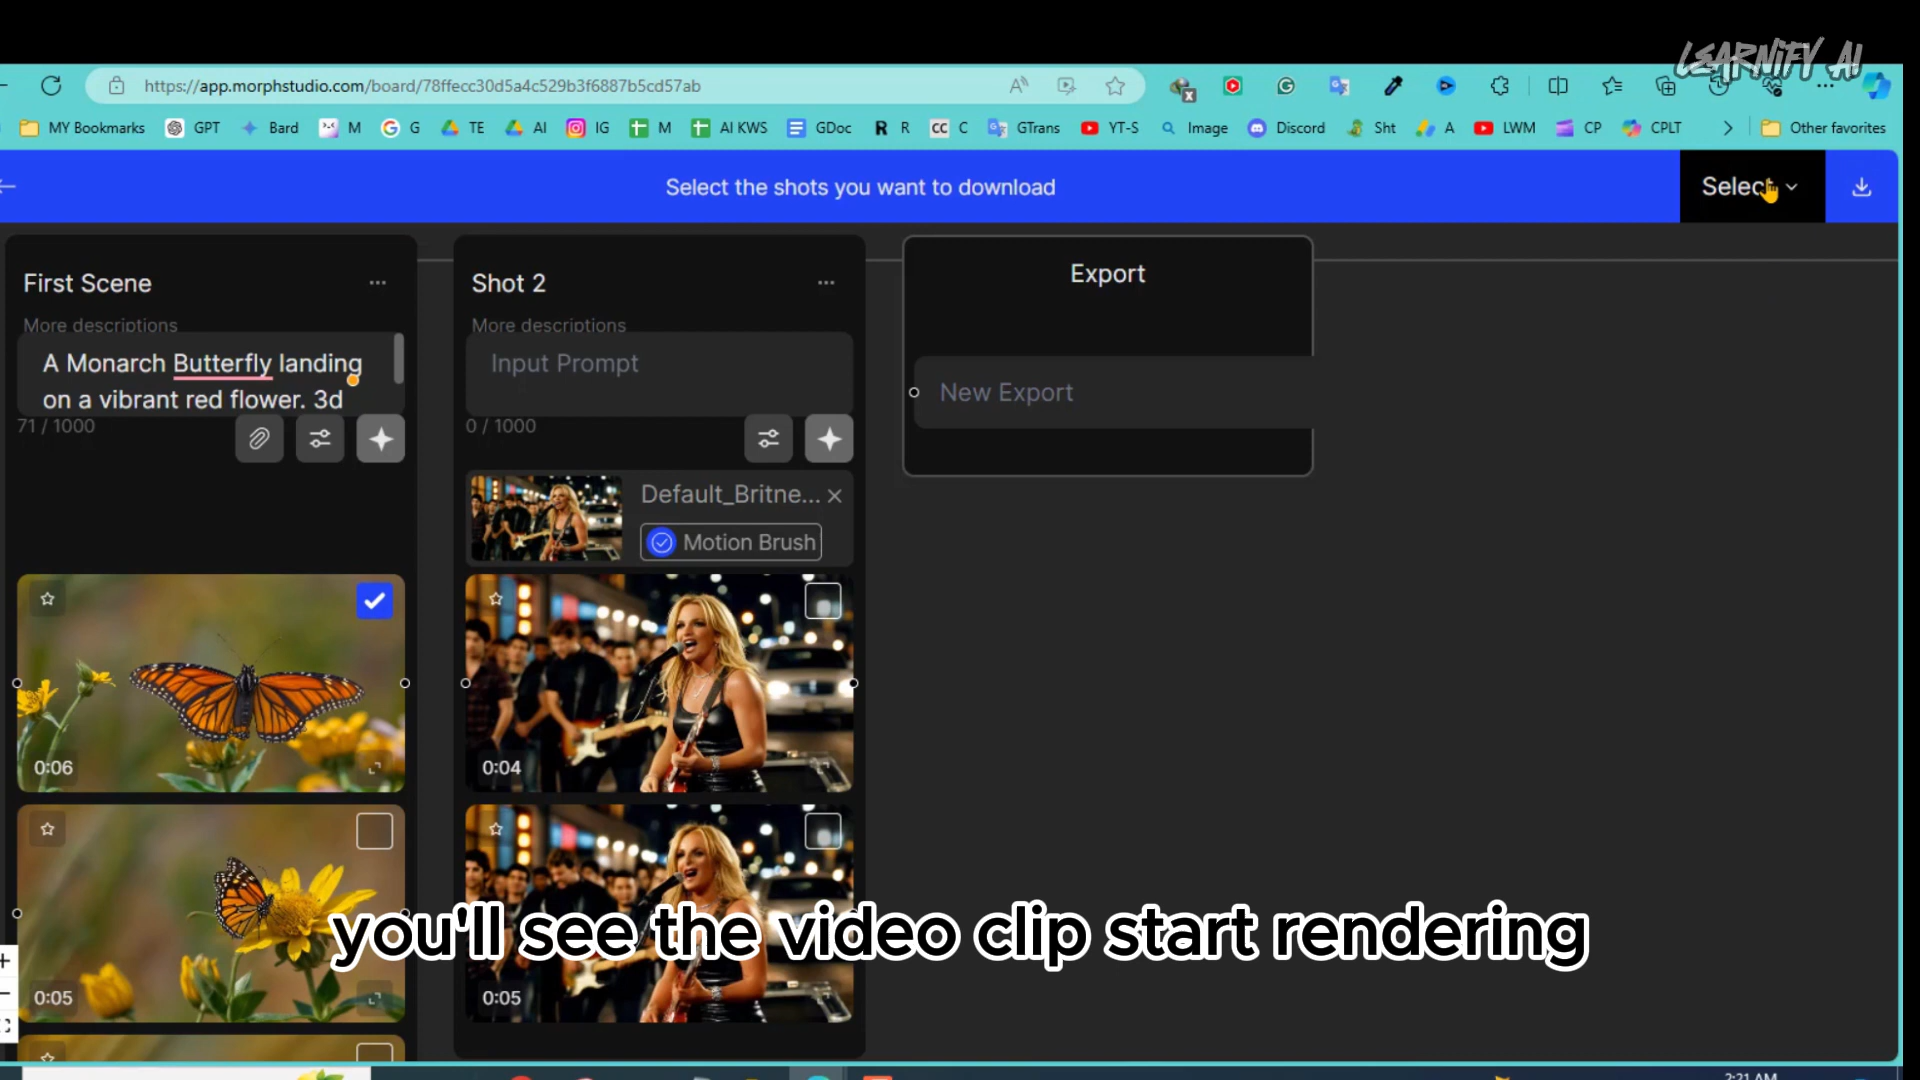 LEARNIFY AI
https://app.morphstudio.com/board/78ffecc30d5a4c529b3f6887b5cd57ab
MY Bookmarks GPT Bard M G TE AI IG M AI KWS GDoc R R CC C GTrans YT-S Image Discord Sht A LWM CP CPLT Other favorites
Select the shots you want to download
Select
First Scene
More descriptions
A Monarch Butterfly landing
on a vibrant red flower. 3d
71 / 1000
0:06
0:05
Shot 2
More descriptions
Input Prompt
0 / 1000
Default_Britne...
Motion Brush
0:04
0:05
Export
New Export
you'll see the video clip start rendering
2:21 AM